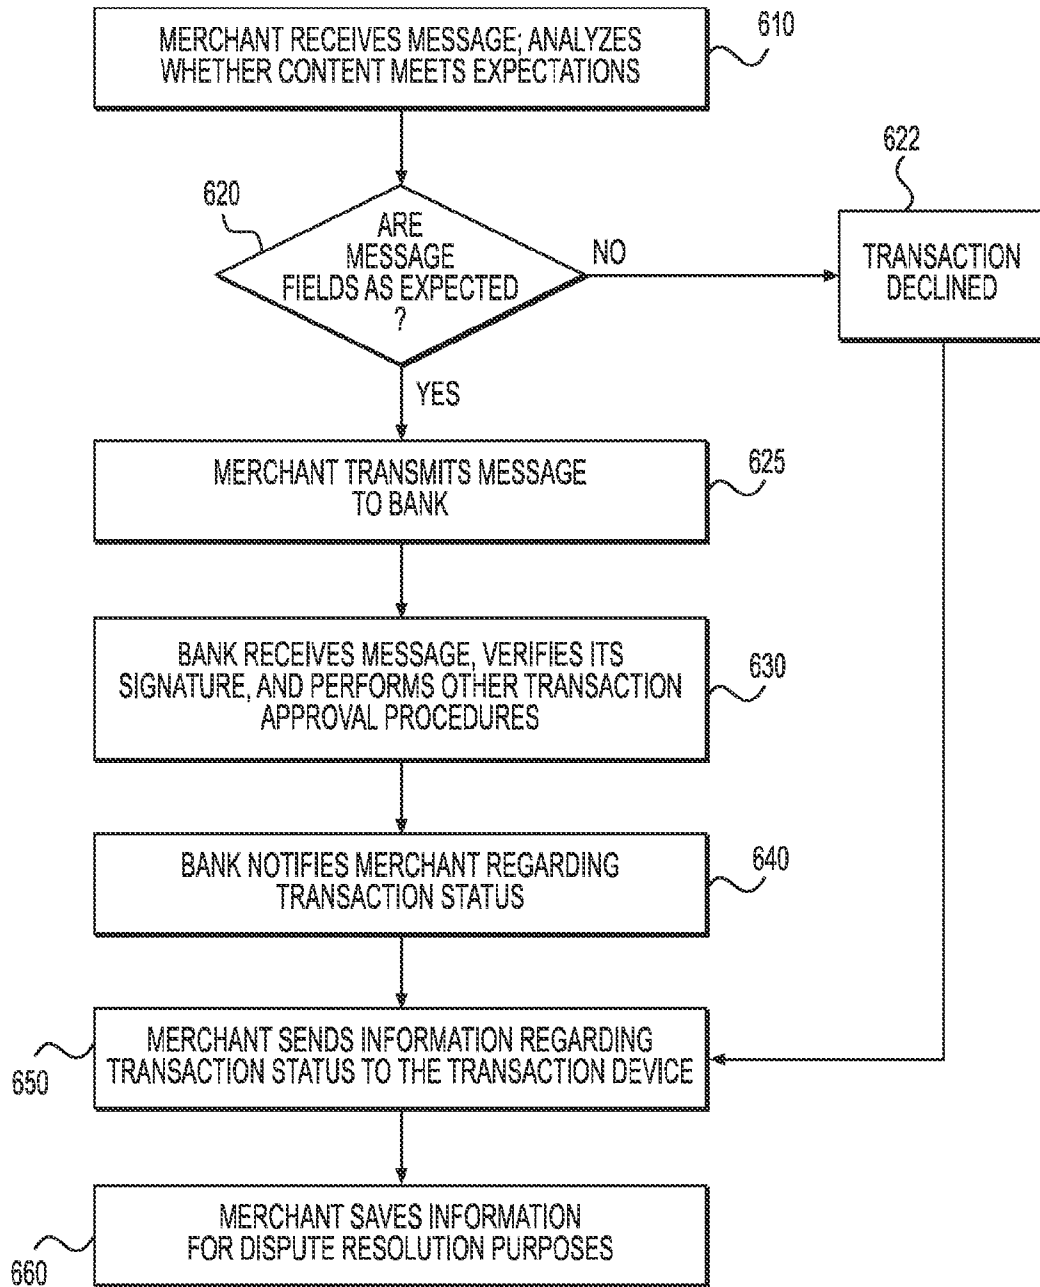 MERCHANT RECEIVES MESSAGE; ANALYZES
WHETHER CONTENT MEETS EXPECTATIONS
610
620
ARE
MESSAGE
FIELDS AS EXPECTED
?
NO
622
TRANSACTION
DECLINED
YES
MERCHANT TRANSMITS MESSAGE
TO BANK
625
BANK RECEIVES MESSAGE, VERIFIES ITS
SIGNATURE, AND PERFORMS OTHER TRANSACTION
APPROVAL PROCEDURES
630
BANK NOTIFIES MERCHANT REGARDING
TRANSACTION STATUS
640
MERCHANT SENDS INFORMATION REGARDING
TRANSACTION STATUS TO THE TRANSACTION DEVICE
650
MERCHANT SAVES INFORMATION
FOR DISPUTE RESOLUTION PURPOSES
660